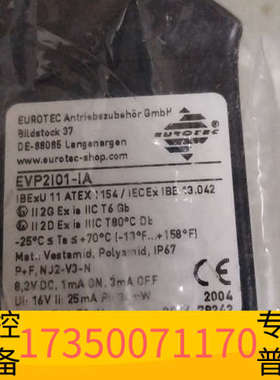 EUROTEC Antriebszubehör GmbH
Bildstock 37
DE-88085 Langenargen
www.eurotec-shop.com
EUROTEC
EVP2I01-IA
IBExU 11 ATEX 1154 / IECEx IBE 13.042
II 2G Ex ia IIC T6 Gb
II 2D Ex ia IIIC T80°C Db
-25°C ≤ Ta ≤ +70°C (-13°F...+158°F)
Mat.: Vestamid, Polyamid, IP67
P+F, NJ2-V3-N
8,2V DC, 1mA ON, 3mA OFF
Ui: 16V Ii: 25mA
CE
2004
控
备
17350071170
专
普